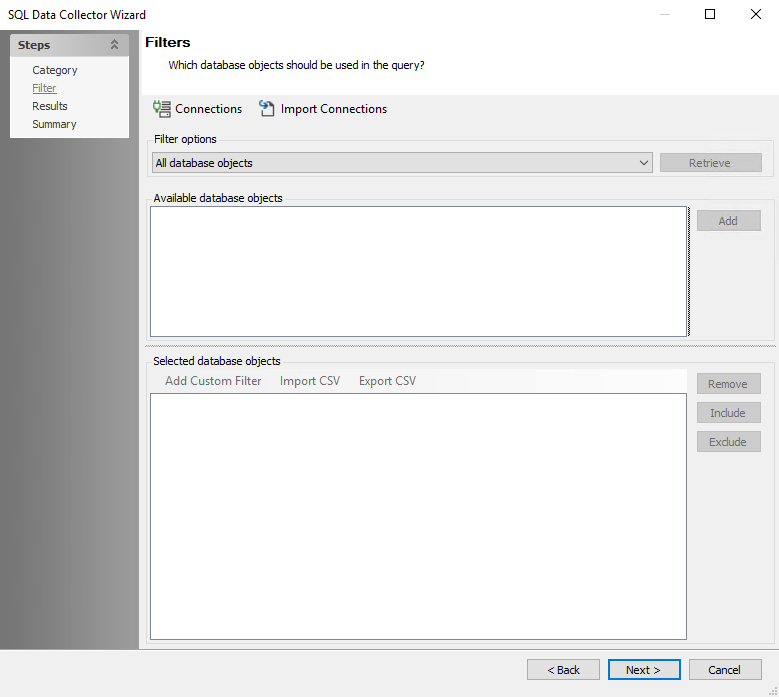 SQL Data Collector Wizard
Steps
Category
Filter
Results
Summary
Filters
Which database objects should be used in the query?
Connections
Import Connections
Filter options
All database objects
Retrieve
Available database objects
Add
Selected database objects
Add Custom Filter
Import CSV
Export CSV
Remove
Include
Exclude
< Back
Next >
Cancel